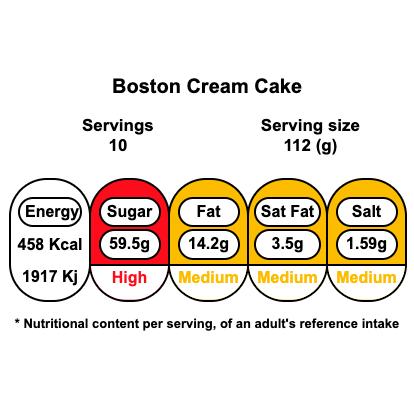 Boston Cream Cake
Servings Serving size
10 112 (g)
Energy Sugar Fat Sat Fat Salt
458 Kcal 59.5g 14.2g 3.5g 1.59g
1917 Kj High Medium Medium Medium
* Nutritional content per serving, of an adult's reference intake